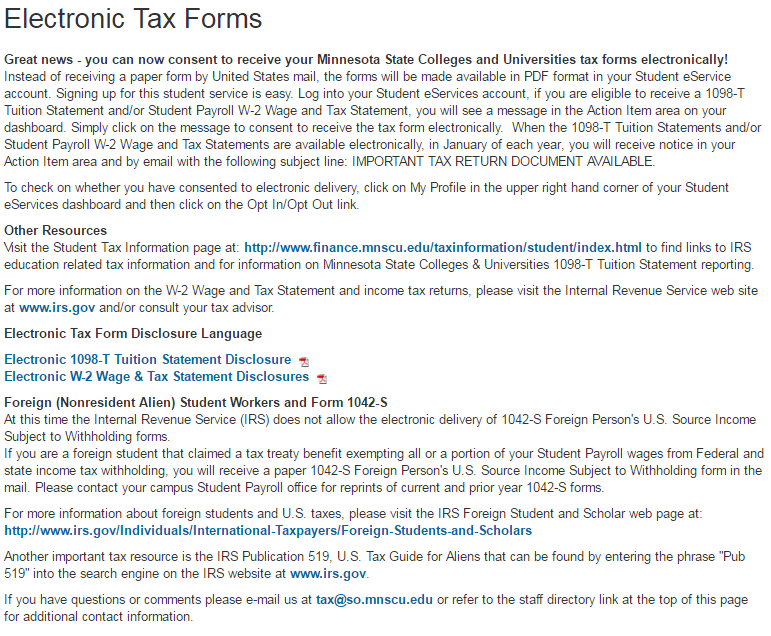 Electronic Tax Forms
Great news - you can now consent to receive your Minnesota State Colleges and Universities tax forms electronically!
Instead of receiving a paper form by United States mail, the forms will be made available in PDF format in your Student eService
account. Signing up for this student service is easy. Log into your Student eServices account, if you are eligible to receive a 1098-T
Tuition Statement and/or Student Payroll W-2 Wage and Tax Statement, you will see a message in the Action Item area on your
dashboard. Simply click on the message to consent to receive the tax form electronically.  When the 1098-T Tuition Statements and/or
Student Payroll W-2 Wage and Tax Statements are available electronically, in January of each year, you will receive notice in your
Action Item area and by email with the following subject line: IMPORTANT TAX RETURN DOCUMENT AVAILABLE.
To check on whether you have consented to electronic delivery, click on My Profile in the upper right hand corner of your Student
eServices dashboard and then click on the Opt In/Opt Out link.
Other Resources
Visit the Student Tax Information page at: http://www.finance.mnscu.edu/taxinformation/student/index.html to find links to IRS
education related tax information and for information on Minnesota State Colleges & Universities 1098-T Tuition Statement reporting.
For more information on the W-2 Wage and Tax Statement and income tax returns, please visit the Internal Revenue Service web site
at www.irs.gov and/or consult your tax advisor.
Electronic Tax Form Disclosure Language
Electronic 1098-T Tuition Statement Disclosure
Electronic W-2 Wage & Tax Statement Disclosures
Foreign (Nonresident Alien) Student Workers and Form 1042-S
At this time the Internal Revenue Service (IRS) does not allow the electronic delivery of 1042-S Foreign Person's U.S. Source Income
Subject to Withholding forms.
If you are a foreign student that claimed a tax treaty benefit exempting all or a portion of your Student Payroll wages from Federal and
state income tax withholding, you will receive a paper 1042-S Foreign Person's U.S. Source Income Subject to Withholding form in the
mail. Please contact your campus Student Payroll office for reprints of current and prior year 1042-S forms.
For more information about foreign students and U.S. taxes, please visit the IRS Foreign Student and Scholar web page at:
http://www.irs.gov/Individuals/International-Taxpayers/Foreign-Students-and-Scholars
Another important tax resource is the IRS Publication 519, U.S. Tax Guide for Aliens that can be found by entering the phrase "Pub
519" into the search engine on the IRS website at www.irs.gov.
If you have questions or comments please e-mail us at tax@so.mnscu.edu or refer to the staff directory link at the top of this page
for additional contact information.